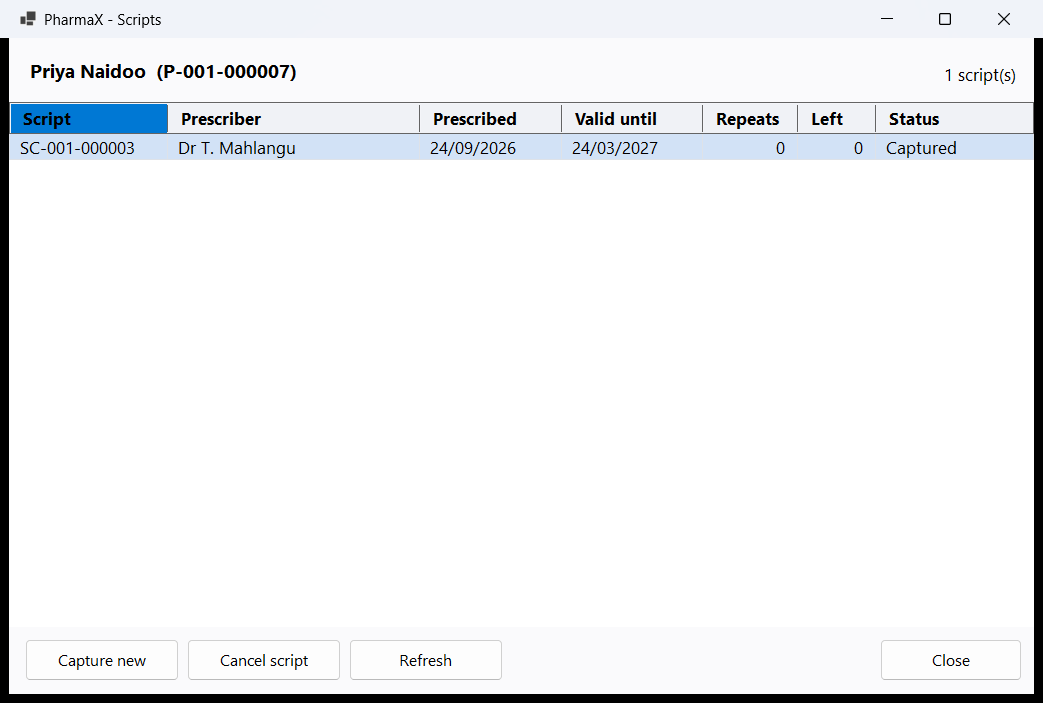 PharmaX - Scripts
Priya Naidoo (P-001-000007)
1 script(s)
Script Prescriber Prescribed Valid until Repeats Left Status
SC-001-000003 Dr T. Mahlangu 24/09/2026 24/03/2027 0 0 Captured
Capture new Cancel script Refresh Close